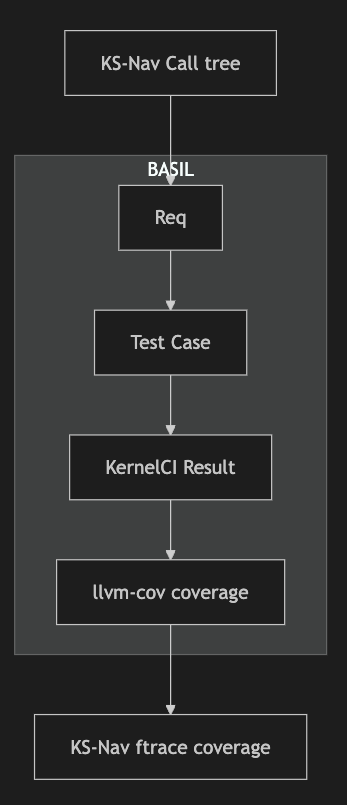 KS-Nav Call tree
BASIL
Req
Test Case
KernelCI Result
llvm-cov coverage
KS-Nav ftrace coverage